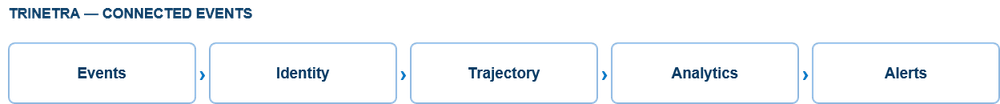 TRINETRA — CONNECTED EVENTS
Events › Identity › Trajectory › Analytics › Alerts